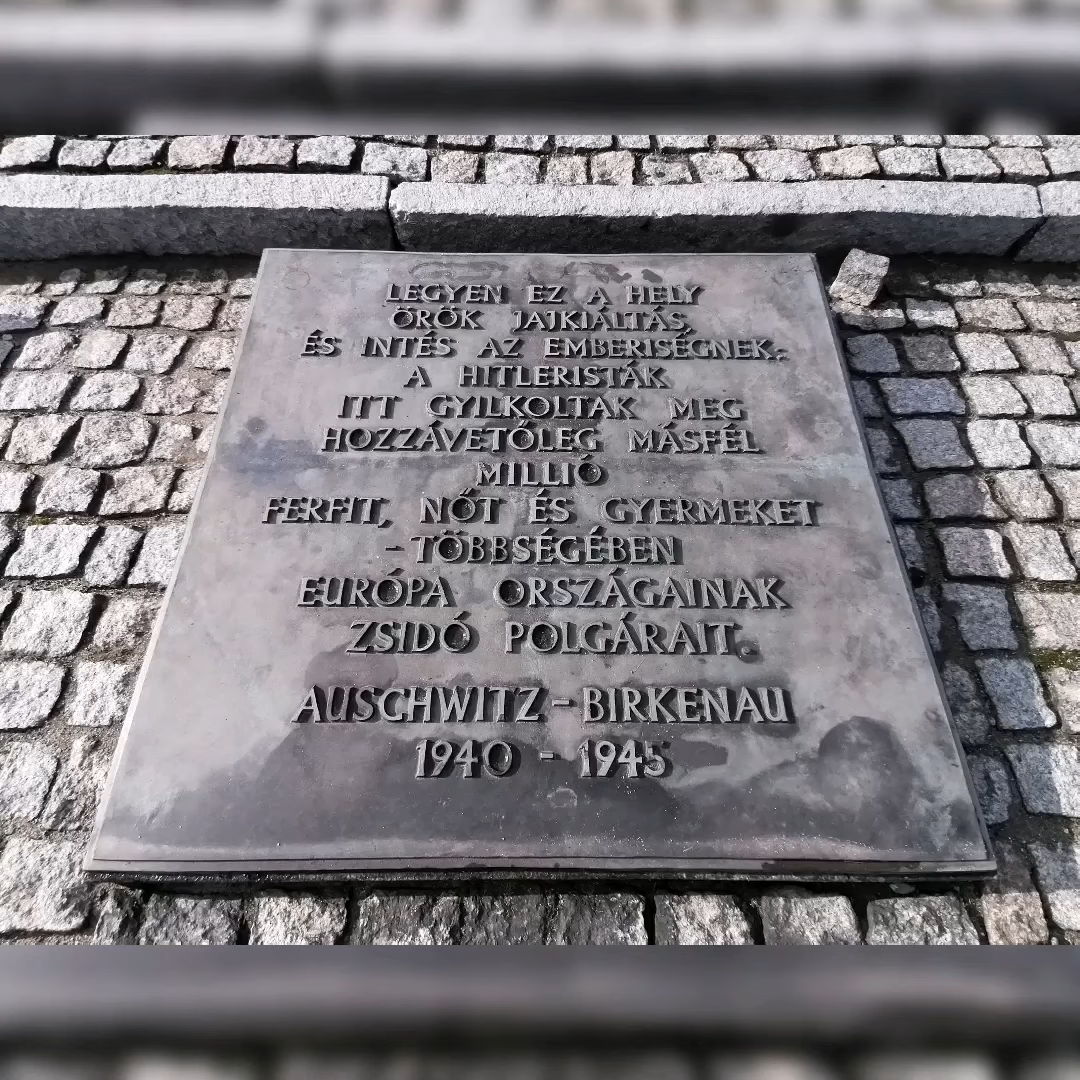 LEGYEN EZ A HELY
ÖRÖK JAJKIÁLTÁS
ÉS INTÉS AZ EMBERISÉGNEK.
A HITLERISTÁK
ITT GYILKOLTAK MEG
HOZZÁVETŐLEG MÁSFÉL
MILLIÓ
FERFIT, NŐT ÉS GYERMEKET
- TÖBBSÉGÉBEN
EURÓPA ORSZÁGAINAK
ZSIDÓ POLGÁRAIT.
AUSCHWITZ - BIRKENAU
1940 - 1945